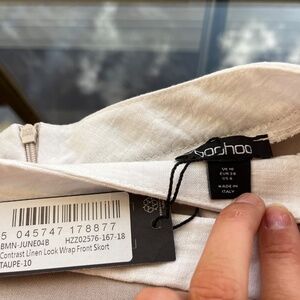 boohoo
UK 10
EUR 38
US 6
MADE IN
ITALY
5 045747 178877
BMN-JUNE04B HZZ02576-167-18
Contrast Linen Look Wrap Front Skort
TAUPE-10